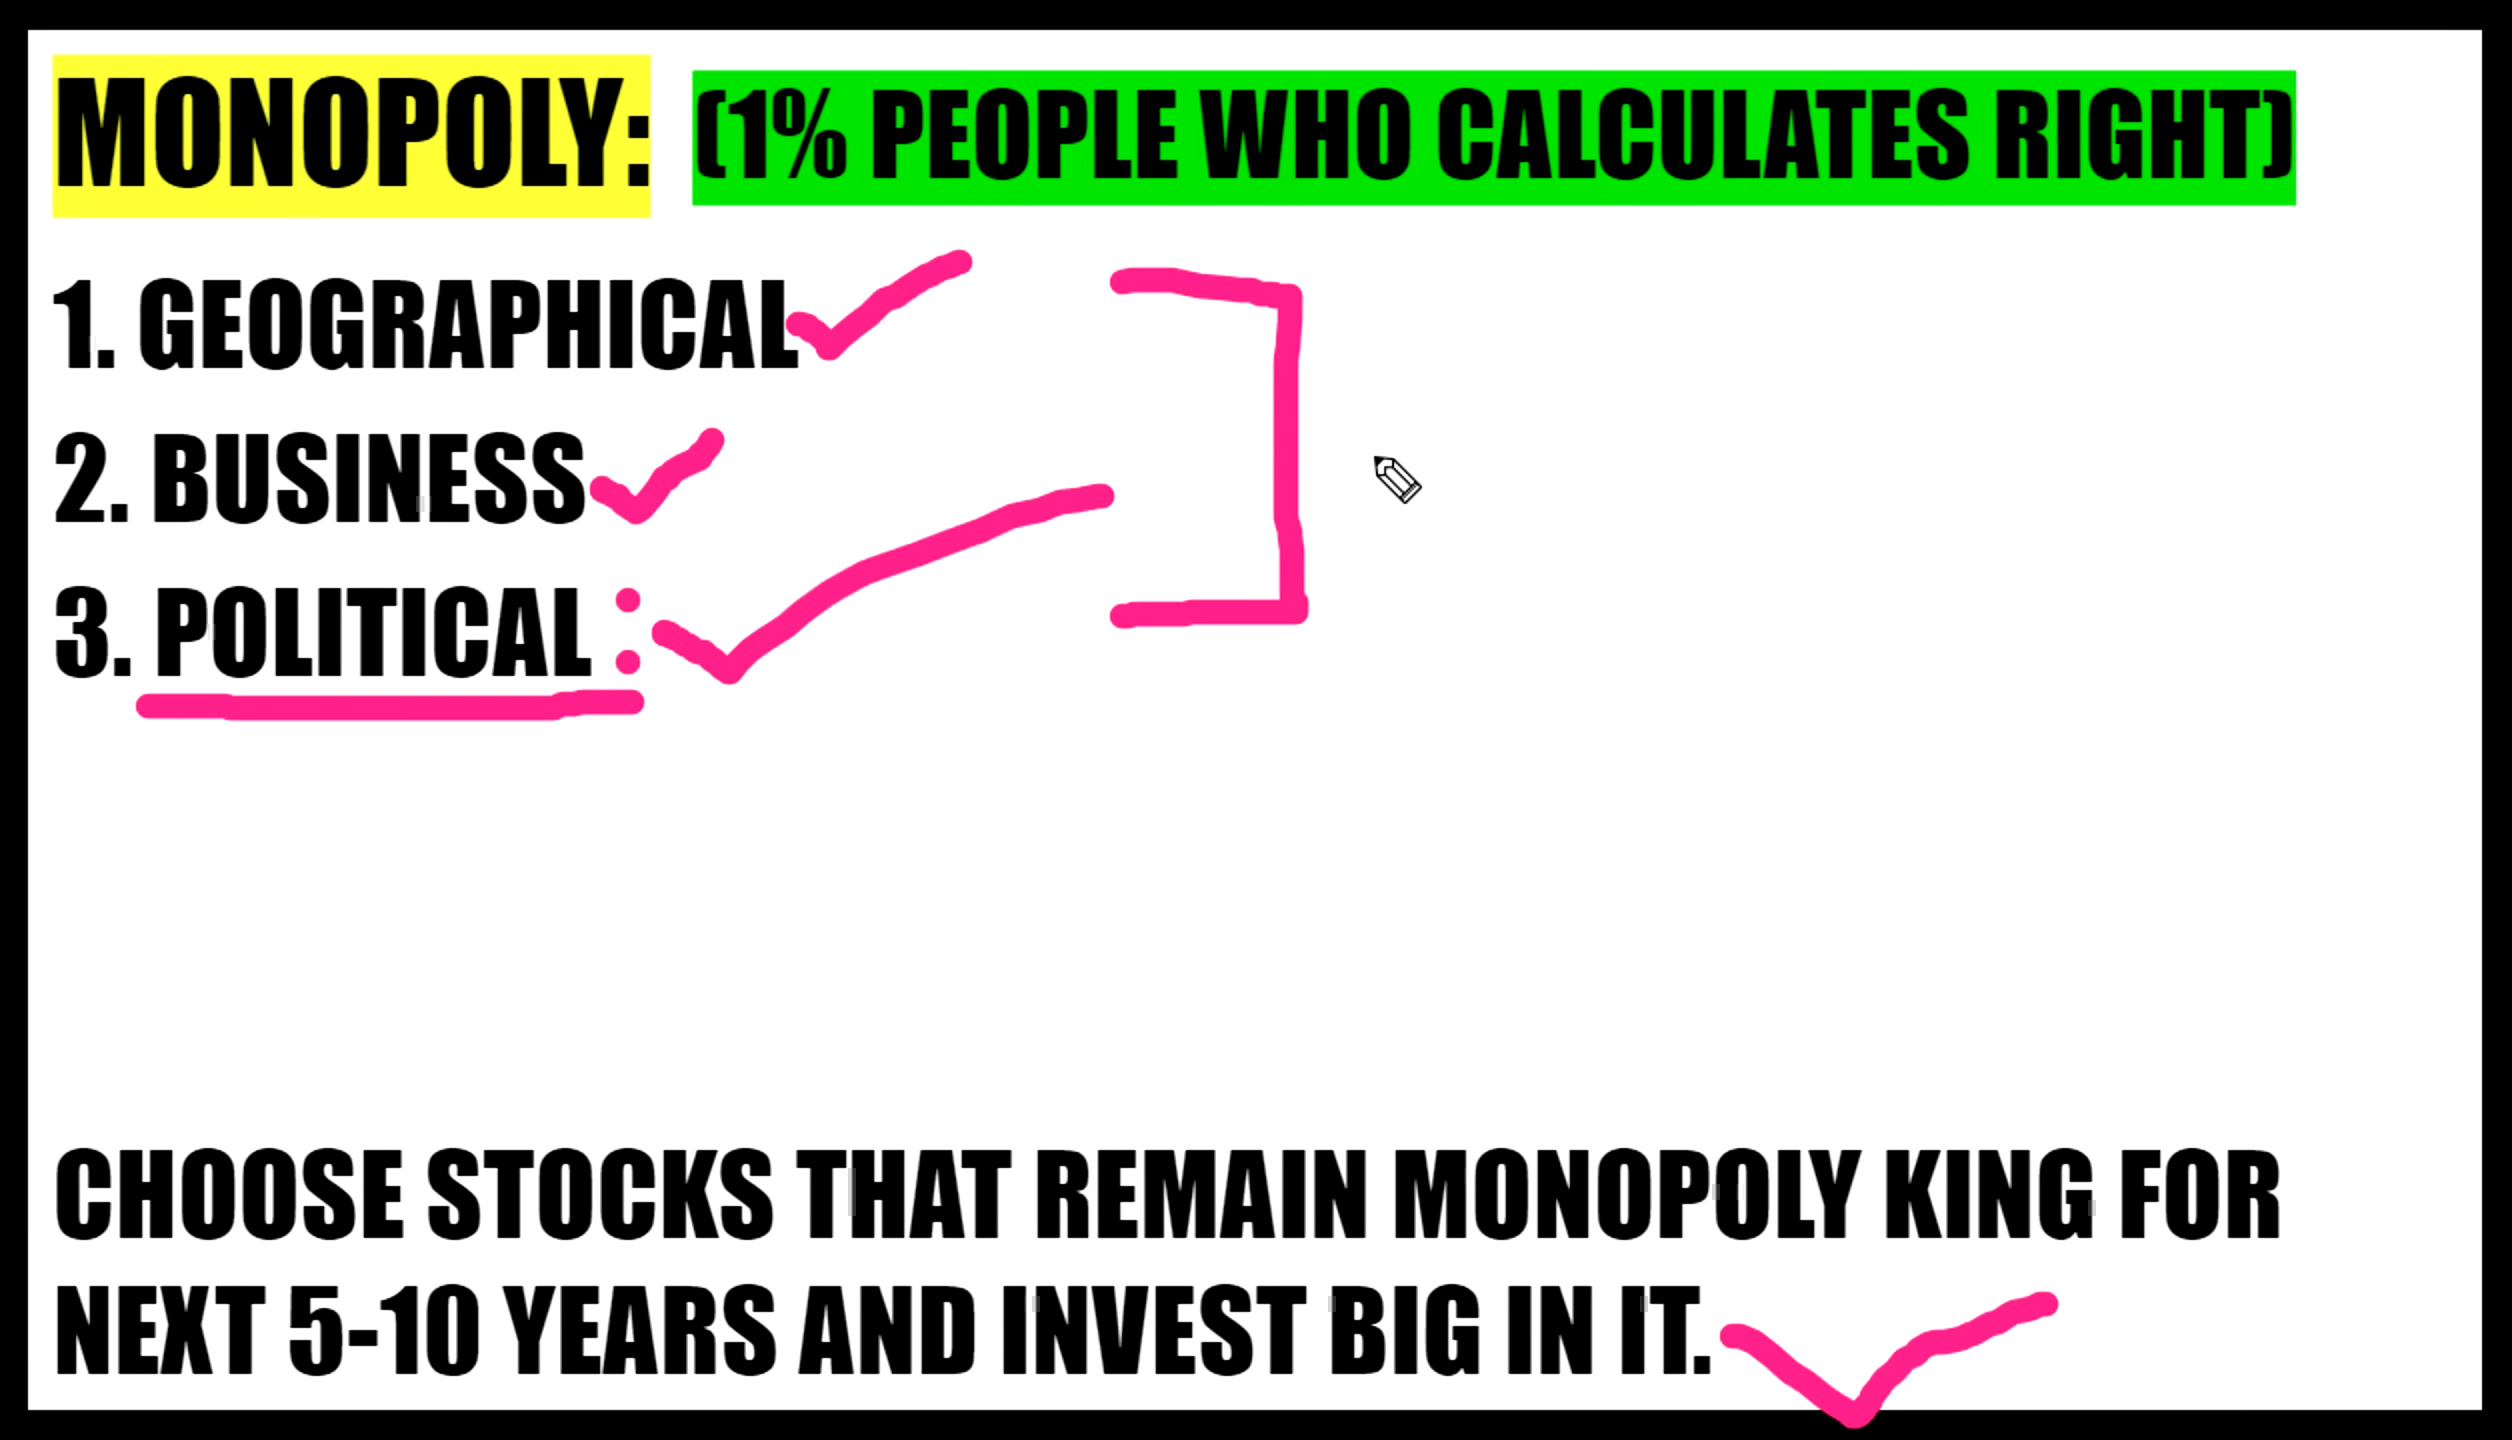 MONOPOLY: (1% PEOPLE WHO CALCULATES RIGHT)
1. GEOGRAPHICAL
2. BUSINESS
3. POLITICAL :
CHOOSE STOCKS THAT REMAIN MONOPOLY KING FOR
NEXT 5-10 YEARS AND INVEST BIG IN IT.